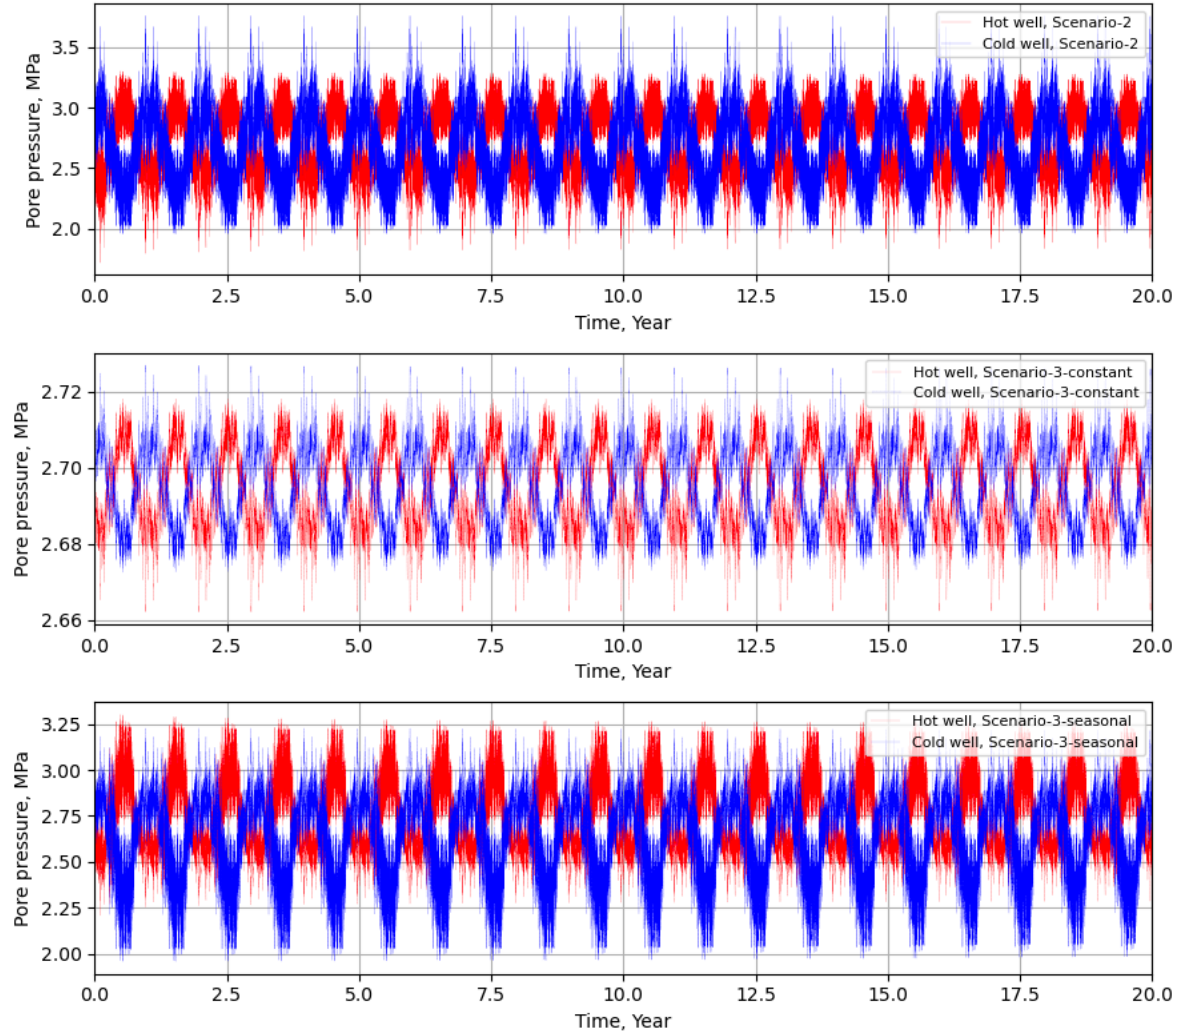 3.5
3.0
2.5
2.0
Pore pressure, MPa
Hot well, Scenario-2
Cold well, Scenario-2
0.0 2.5 5.0 7.5 10.0 12.5 15.0 17.5 20.0
Time, Year
2.72
2.70
2.68
2.66
Pore pressure, MPa
Hot well, Scenario-3-constant
Cold well, Scenario-3-constant
0.0 2.5 5.0 7.5 10.0 12.5 15.0 17.5 20.0
Time, Year
3.25
3.00
2.75
2.50
2.25
2.00
Pore pressure, MPa
Hot well, Scenario-3-seasonal
Cold well, Scenario-3-seasonal
0.0 2.5 5.0 7.5 10.0 12.5 15.0 17.5 20.0
Time, Year